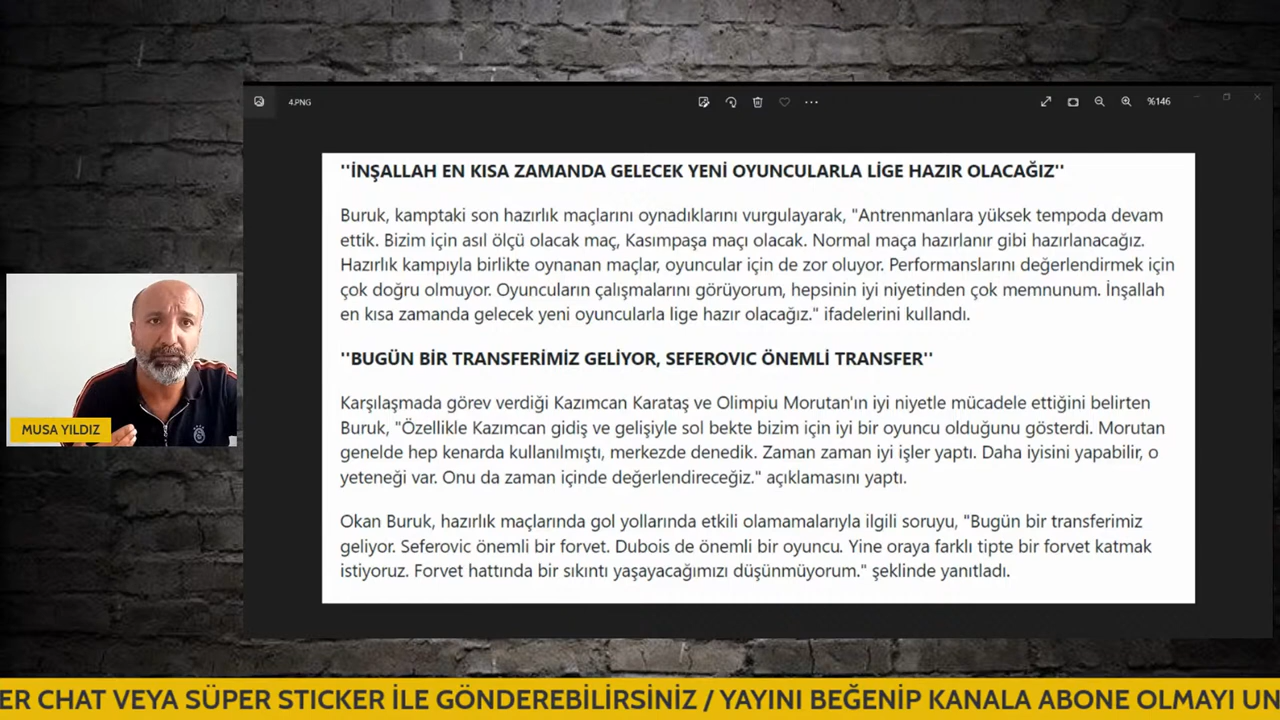 4.PNG
%146
''İNŞALLAH EN KISA ZAMANDA GELECEK YENİ OYUNCULARLA LİGE HAZIR OLACAĞIZ''
Buruk, kamptaki son hazırlık maçlarını oynadıklarını vurgulayarak, "Antrenmanlara yüksek tempoda devam
ettik. Bizim için asıl ölçü olacak maç, Kasımpaşa maçı olacak. Normal maça hazırlanır gibi hazırlanacağız.
Hazırlık kampıyla birlikte oynanan maçlar, oyuncular için de zor oluyor. Performanslarını değerlendirmek için
çok doğru olmuyor. Oyuncuların çalışmalarını görüyorum, hepsinin iyi niyetinden çok memnunum. İnşallah
en kısa zamanda gelecek yeni oyuncularla lige hazır olacağız." ifadelerini kullandı.
''BUGÜN BİR TRANSFERİMİZ GELİYOR, SEFEROVIC ÖNEMLİ TRANSFER''
Karşılaşmada görev verdiği Kazımcan Karataş ve Olimpiu Morutan'ın iyi niyetle mücadele ettiğini belirten
Buruk, "Özellikle Kazımcan gidiş ve gelişiyle sol bekte bizim için iyi bir oyuncu olduğunu gösterdi. Morutan
genelde hep kenarda kullanılmıştı, merkezde denedik. Zaman zaman iyi işler yaptı. Daha iyisini yapabilir, o
yeteneği var. Onu da zaman içinde değerlendireceğiz." açıklamasını yaptı.
Okan Buruk, hazırlık maçlarında gol yollarında etkili olamamalarıyla ilgili soruyu, "Bugün bir transferimiz
geliyor. Seferovic önemli bir forvet. Dubois de önemli bir oyuncu. Yine oraya farklı tipte bir forvet katmak
istiyoruz. Forvet hattında bir sıkıntı yaşayacağımızı düşünmüyorum." şeklinde yanıtladı.
MUSA YILDIZ
ER CHAT VEYA SÜPER STICKER İLE GÖNDEREBİLİRSİNİZ / YAYINI BEĞENİP KANALA ABONE OLMAYI UN